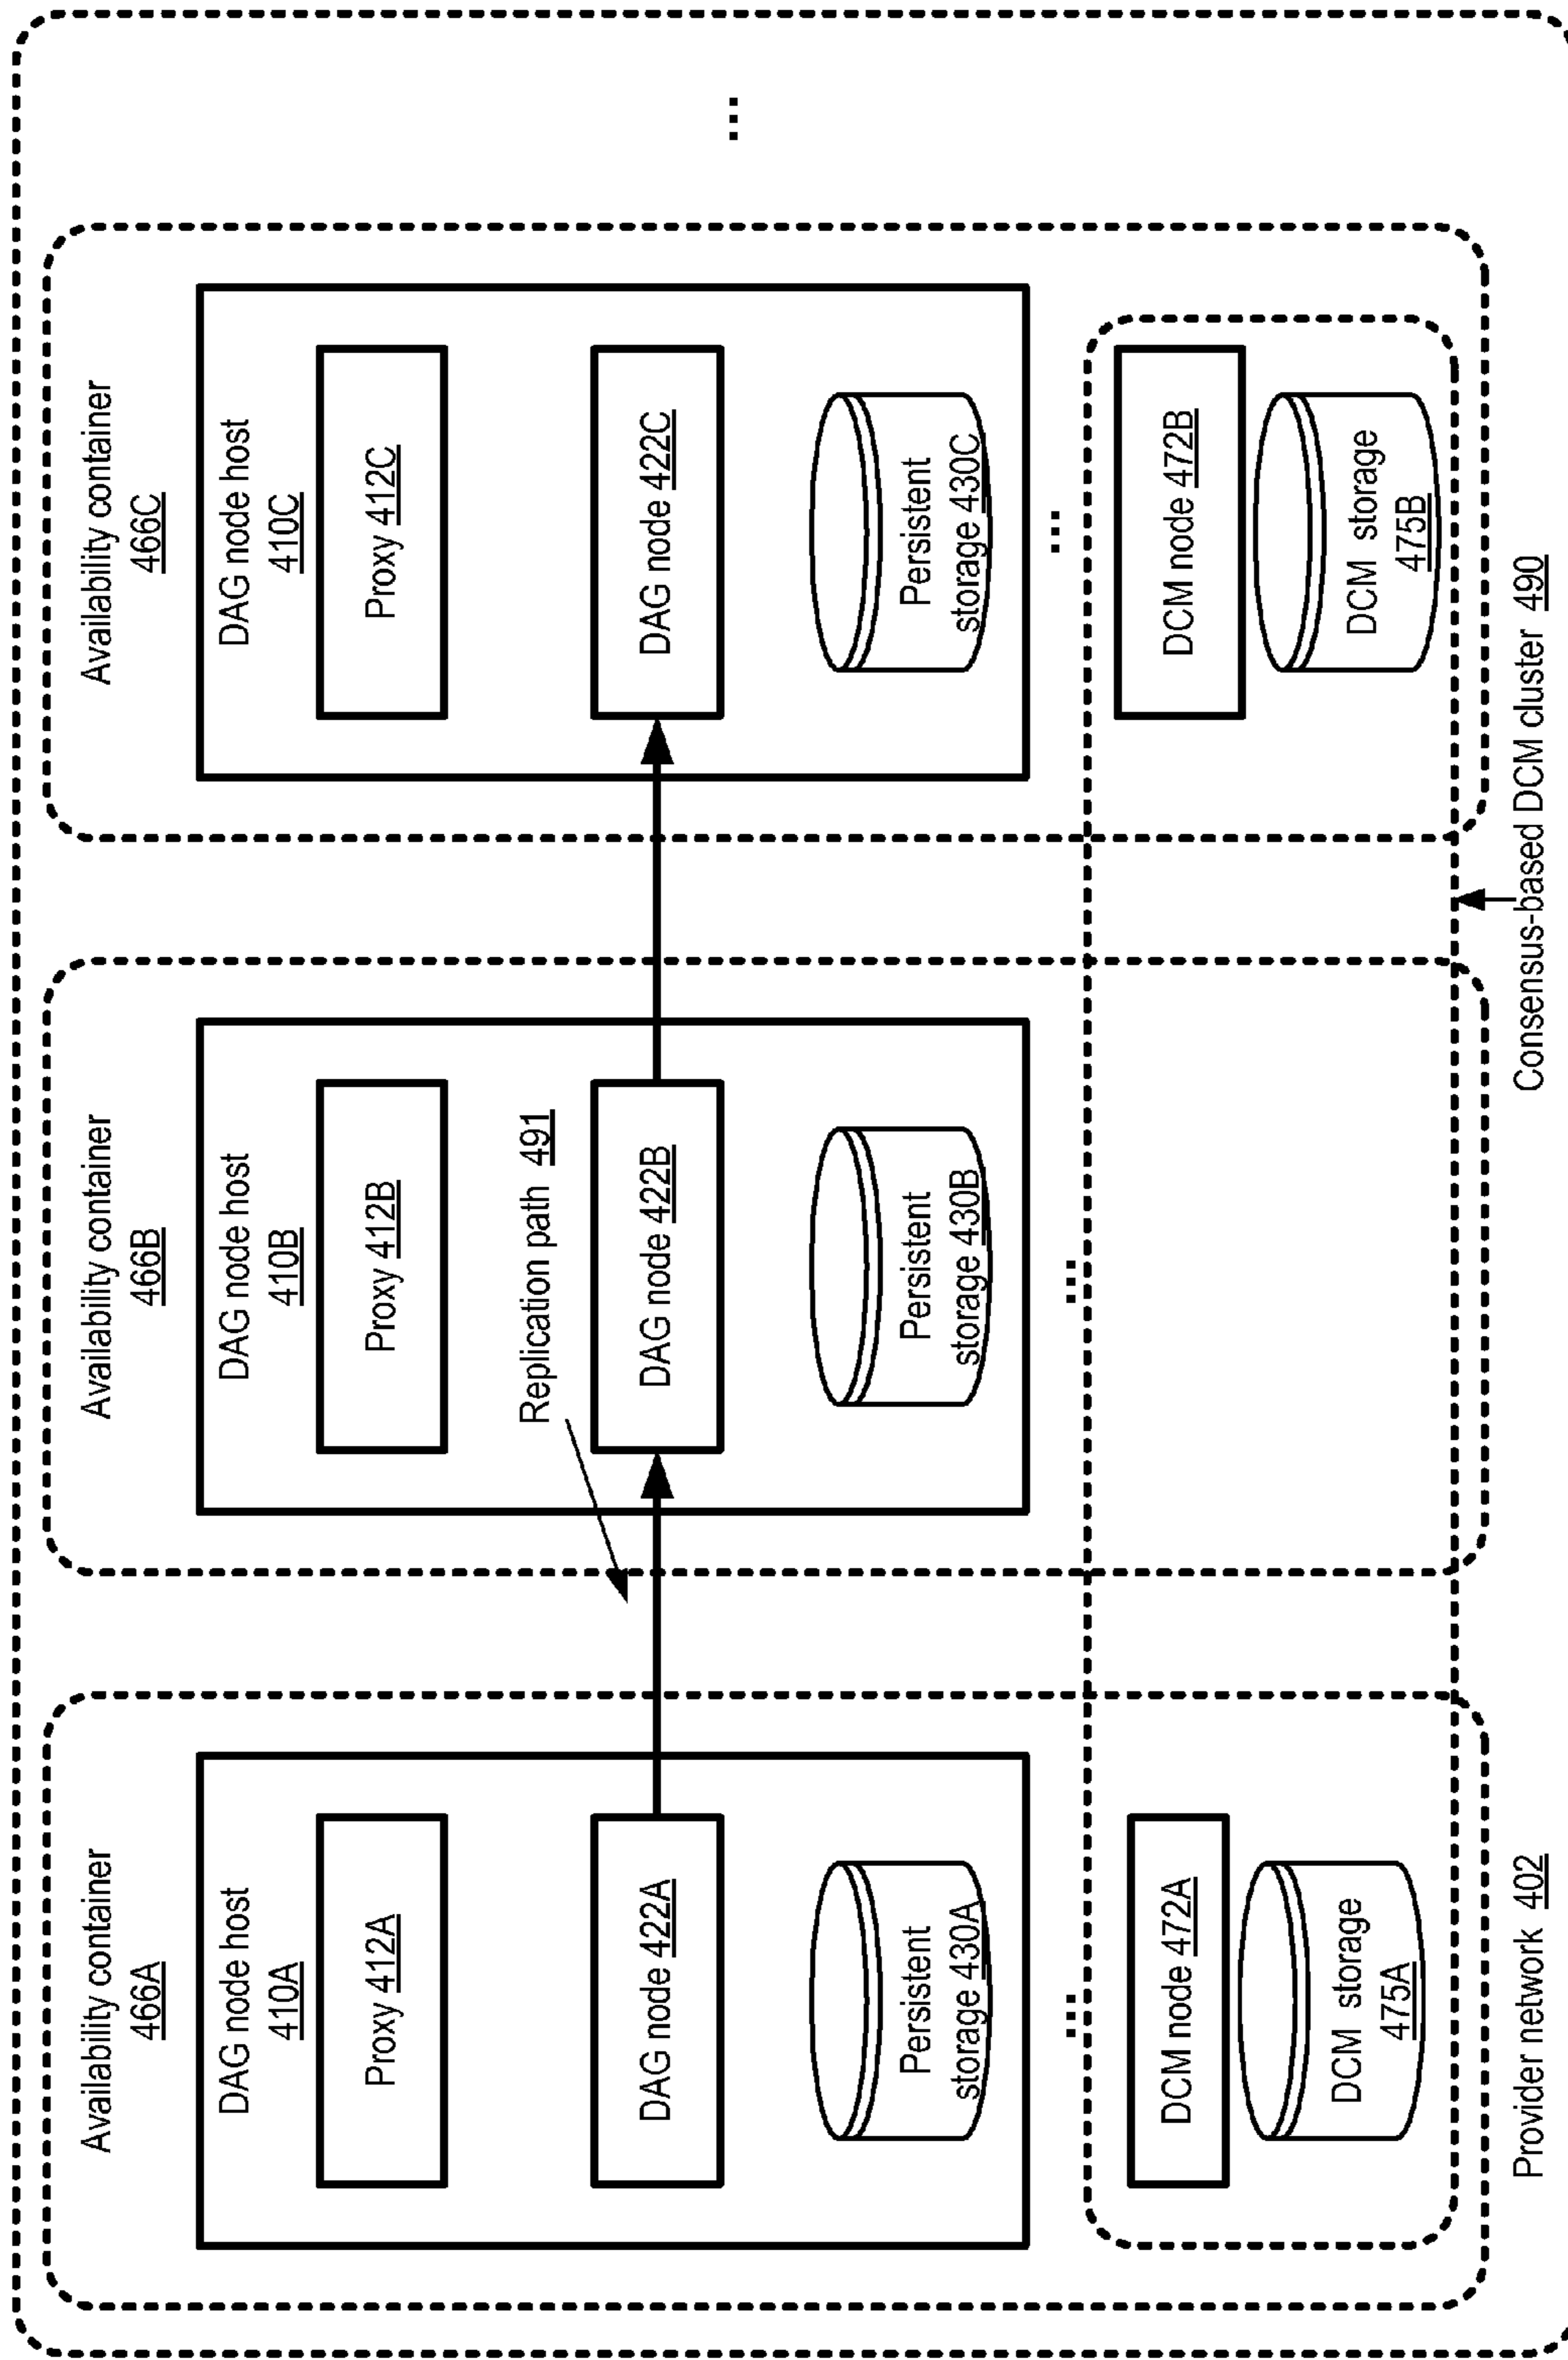 Availability container
466A
DAG node host
410A
Proxy 412A
DAG node 422A
Persistent
storage 430A
...
DCM node 472A
DCM storage
475A
Availability container
466B
DAG node host
410B
Proxy 412B
Replication path 491
DAG node 422B
Persistent
storage 430B
...
Availability container
466C
DAG node host
410C
Proxy 412C
DAG node 422C
Persistent
storage 430C
...
DCM node 472B
DCM storage
475B
...
Provider network 402
Consensus-based DCM cluster 490